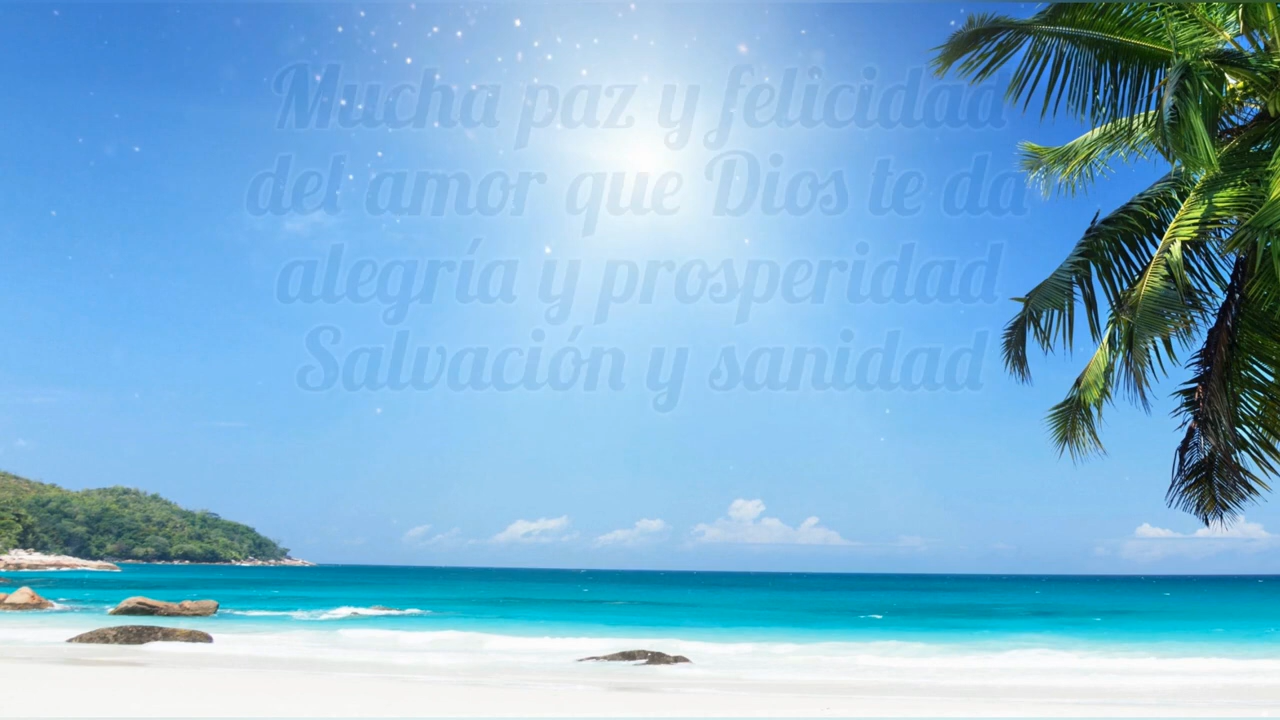 Mucha paz y felicidad
del amor que Dios te da
alegría y prosperidad
Salvación y sanidad